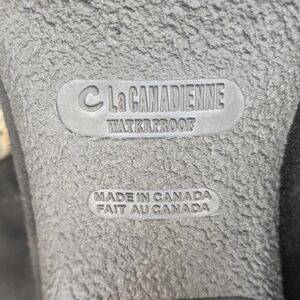 C La CANADIENNE
WATERPROOF
MADE IN CANADA
FAIT AU CANADA